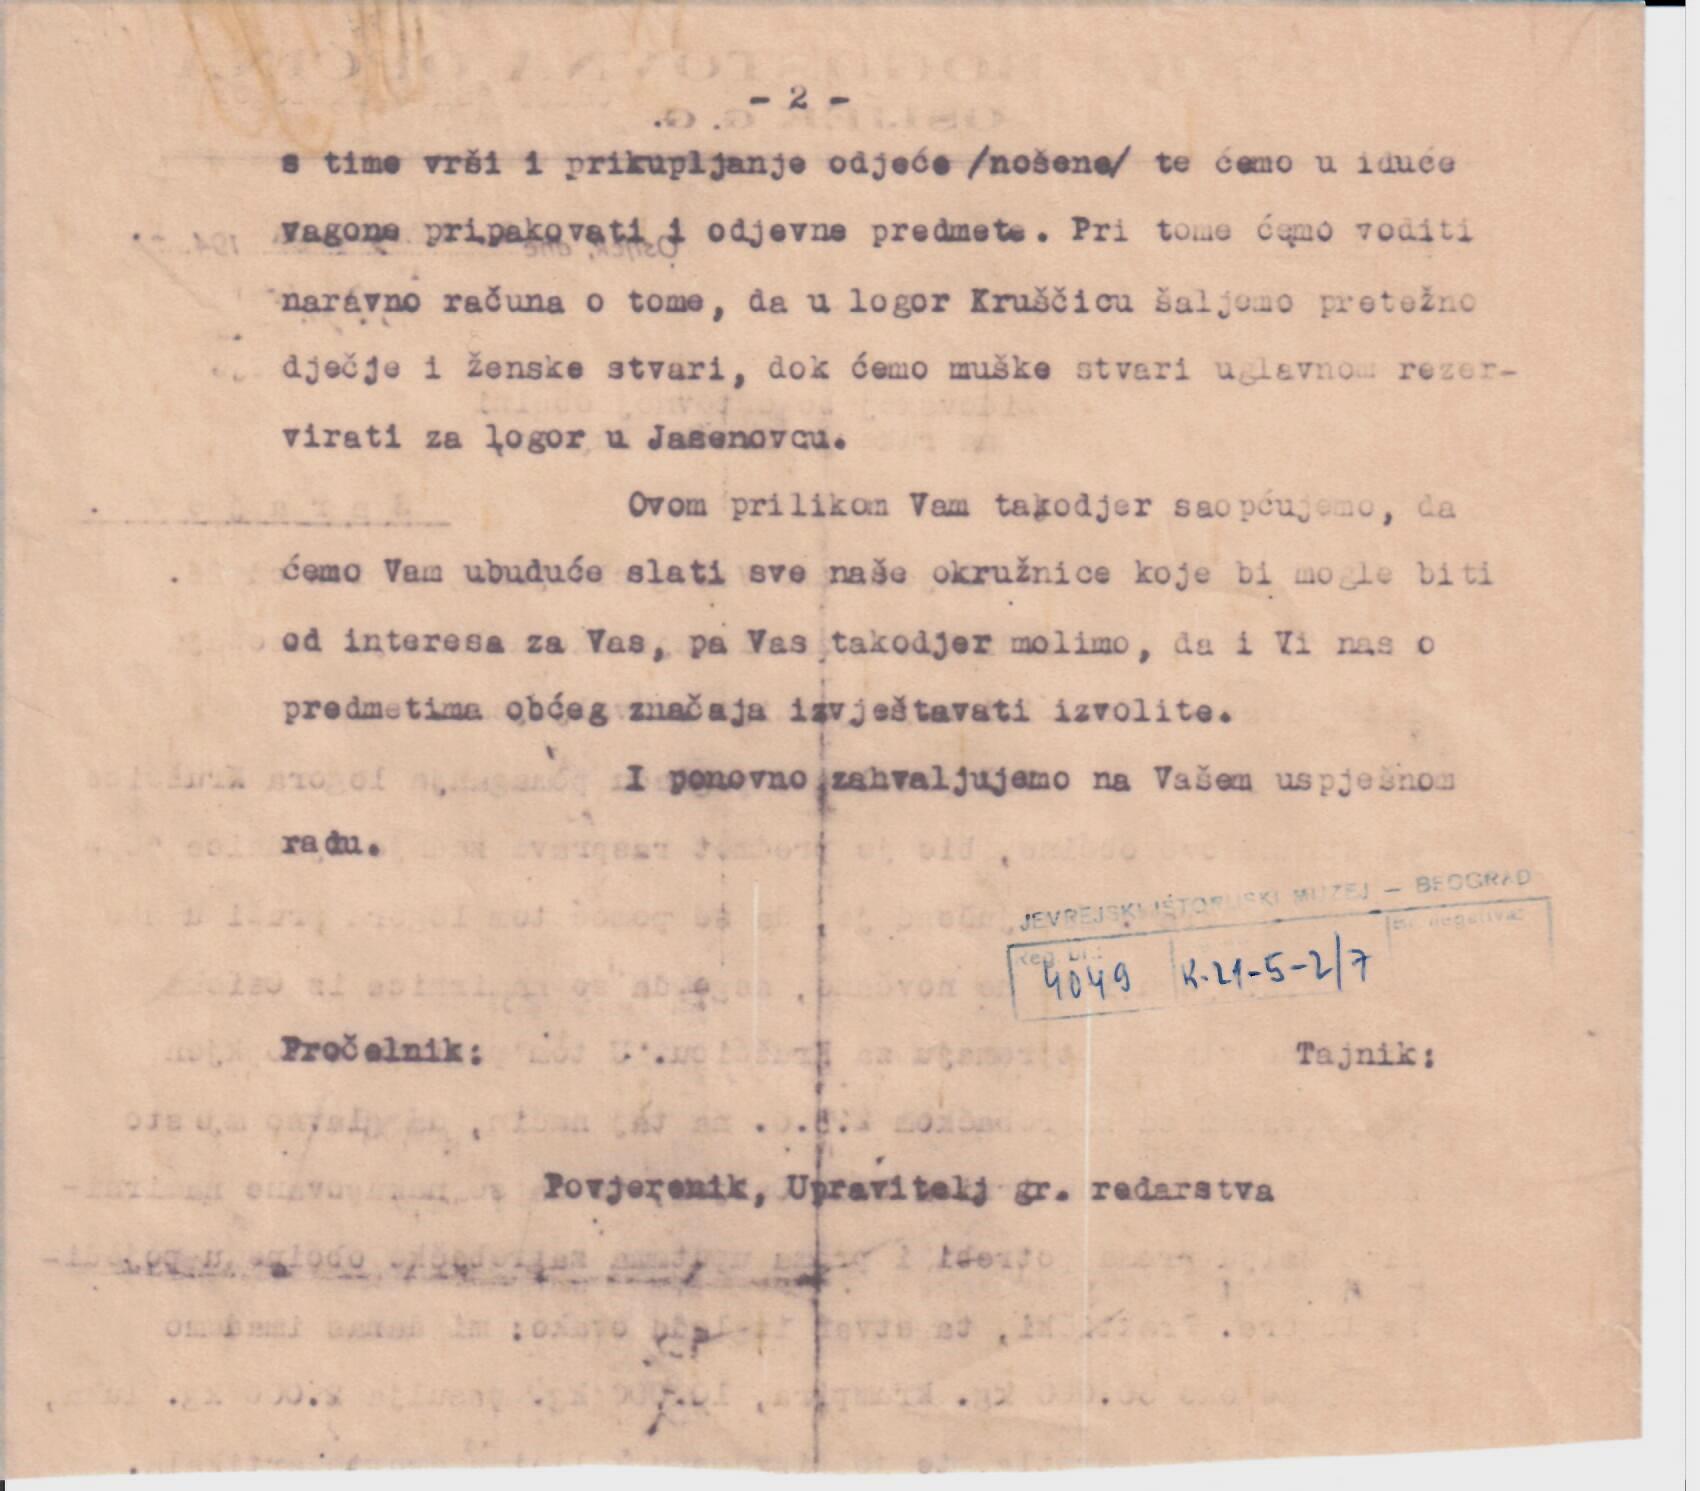 - 2 -
s time vrši i prikupljanje odjeće /nošene/ te ćemo u iduće
vagone pripakovati i odjevne predmete. Pri tome ćemo voditi
naravno računa o tome, da u logor Kruščicu šaljemo pretežno
dječje i ženske stvari, dok ćemo muške stvari uglavnom rezer-
virati za logor u Jasenovcu.
Ovom prilikom Vam takodjer saopćujemo, da
ćemo Vam ubuduće slati sve naše okružnice koje bi mogle biti
od interesa za Vas, pa Vas takodjer molimo, da i Vi nas o
predmetima obćeg značaja izvještavati izvolite.
I ponovno zahvaljujemo na Vašem uspješnom
radu.
JEVREJSKI ISTORIJSKI MUZEJ - BEOGRAD
Reg. br.: Br. negativa:
4049 K-21-5-2/7
Pročelnik: Tajnik:
Povjerenik, Upravitelj gr. redarstva